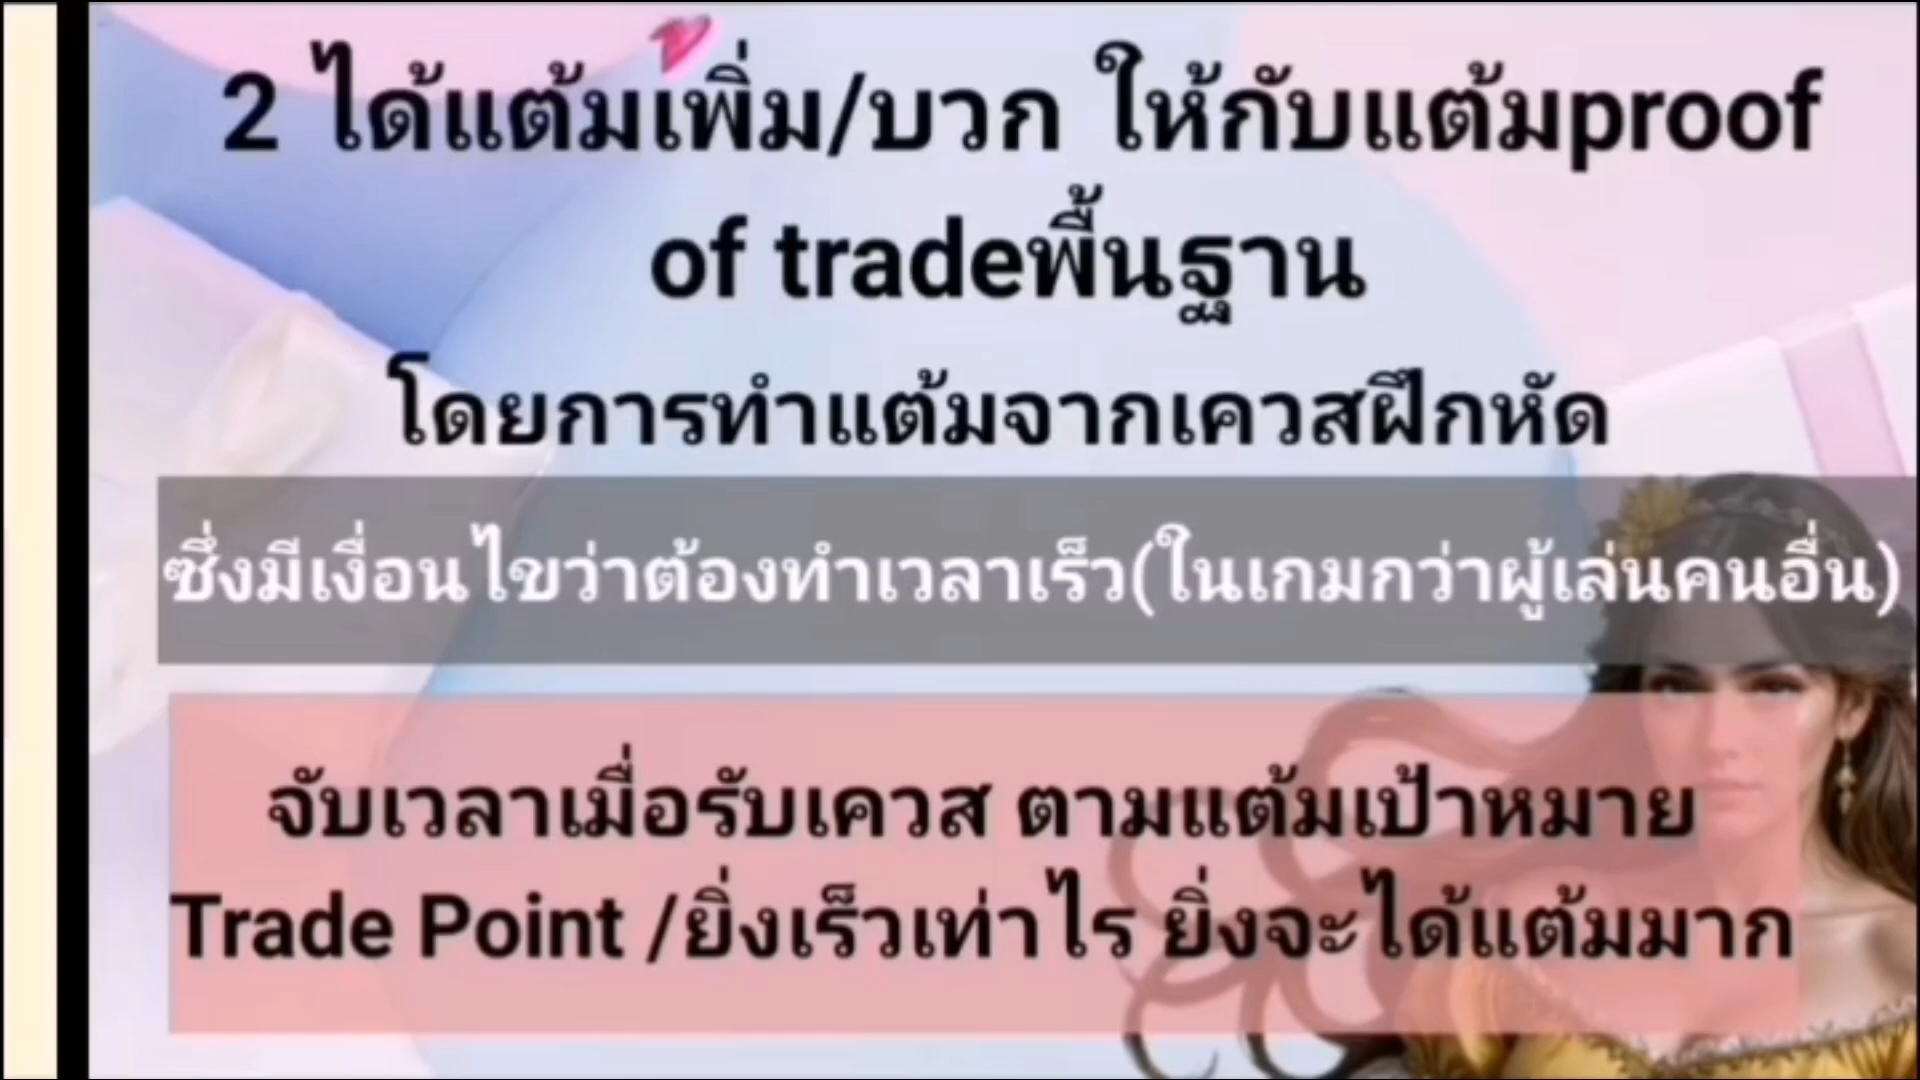 2 ได้แต้มเพิ่ม/บวก ให้กับแต้มproof
of tradeพื้นฐาน
โดยการทำแต้มจากเควสฝึกหัด
ซึ่งมีเงื่อนไขว่าต้องทำเวลาเร็ว(ในเกมกว่าผู้เล่นคนอื่น)
จับเวลาเมื่อรับเควส ตามแต้มเป้าหมาย
Trade Point /ยิ่งเร็วเท่าไร ยิ่งจะได้แต้มมาก